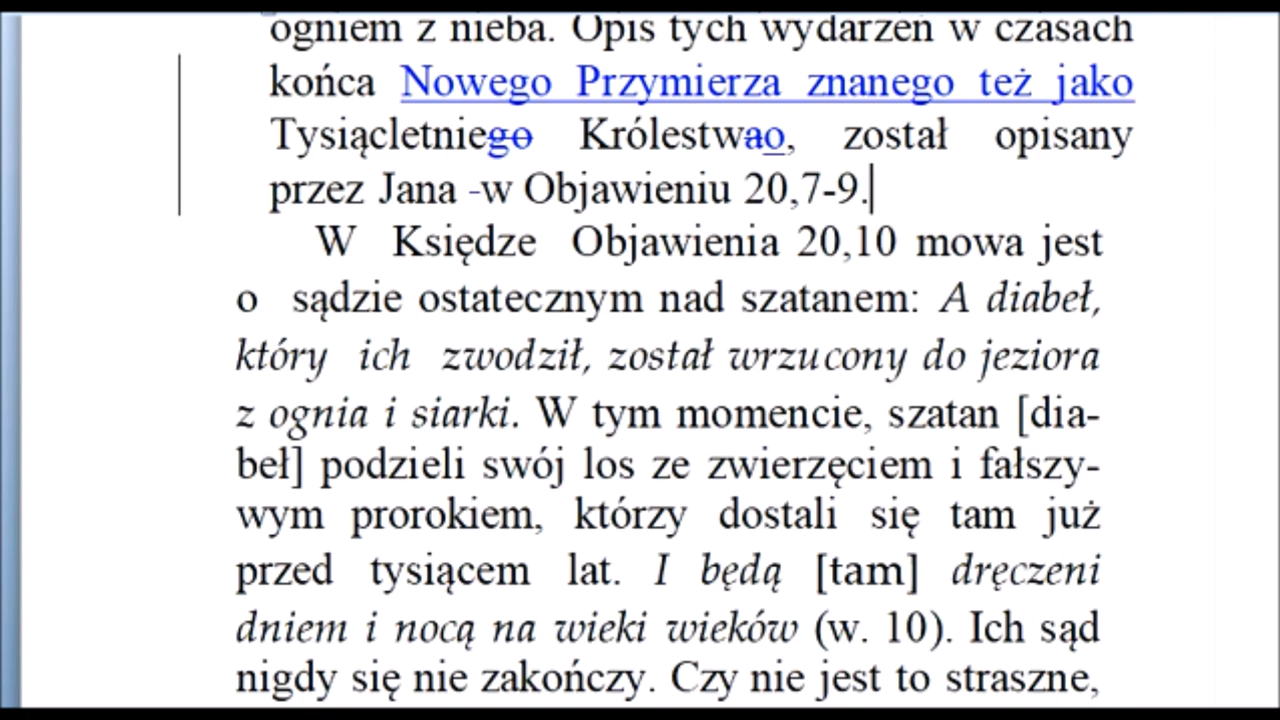 ogniem z nieba. Opis tych wydarzeń w czasach
końca Nowego Przymierza znanego też jako
Tysiącletniego Królestwao, został opisany
przez Jana -w Objawieniu 20,7-9.
W Księdze Objawienia 20,10 mowa jest
o sądzie ostatecznym nad szatanem: A diabeł,
który ich zwodził, został wrzucony do jeziora
z ognia i siarki. W tym momencie, szatan [dia-
beł] podzieli swój los ze zwierzęciem i fałszy-
wym prorokiem, którzy dostali się tam już
przed tysiącem lat. I będą [tam] dręczeni
dniem i nocą na wieki wieków (w. 10). Ich sąd
nigdy się nie zakończy. Czy nie jest to straszne,